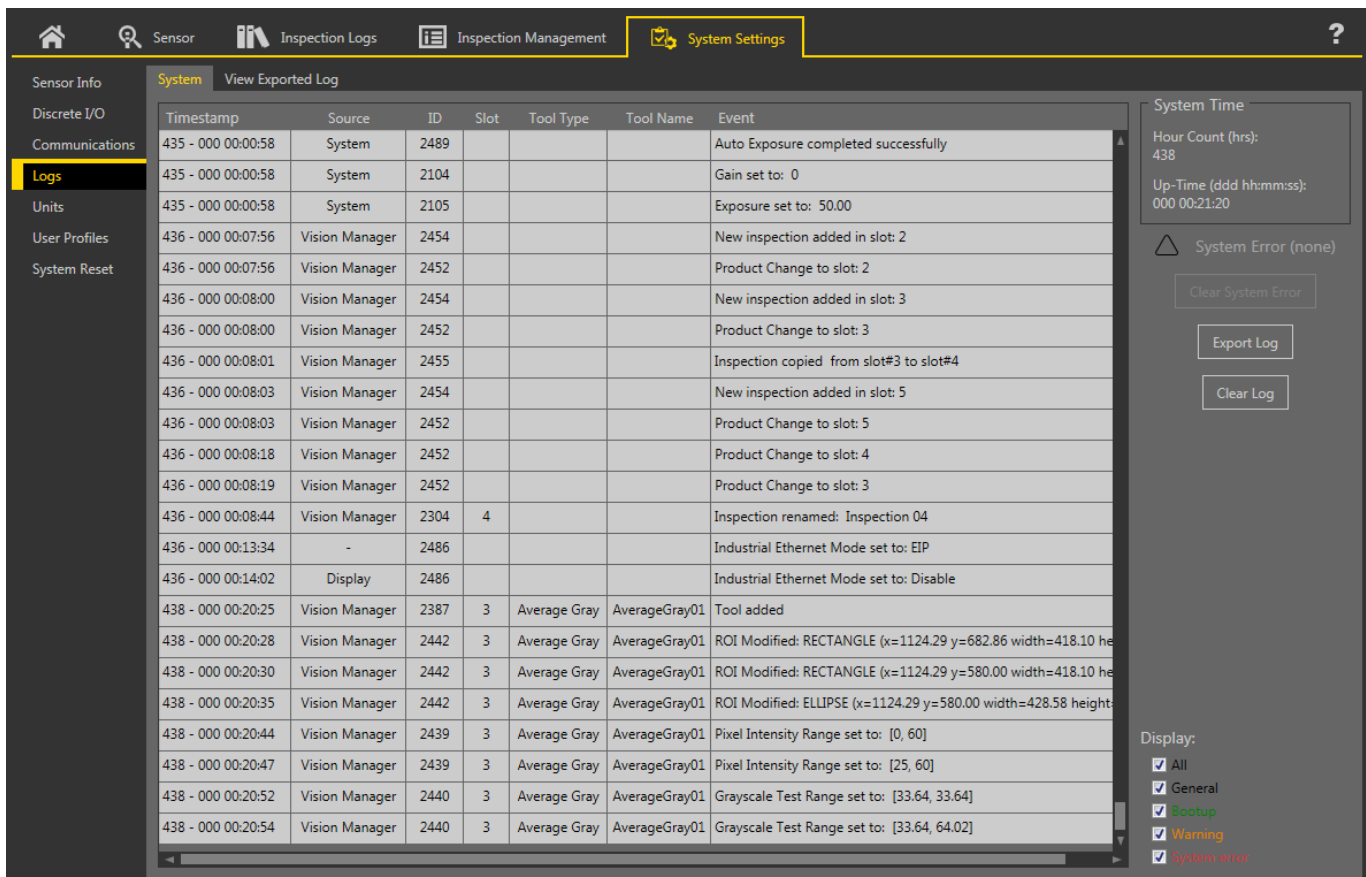 Sensor Inspection Logs Inspection Management System Settings ?
Sensor Info
Discrete I/O
Communications
Logs
Units
User Profiles
System Reset
System View Exported Log
Timestamp Source ID Slot Tool Type Tool Name Event
435 - 000 00:00:58 System 2489 Auto Exposure completed successfully
435 - 000 00:00:58 System 2104 Gain set to: 0
435 - 000 00:00:58 System 2105 Exposure set to: 50.00
436 - 000 00:07:56 Vision Manager 2454 New inspection added in slot: 2
436 - 000 00:07:56 Vision Manager 2452 Product Change to slot: 2
436 - 000 00:08:00 Vision Manager 2454 New inspection added in slot: 3
436 - 000 00:08:00 Vision Manager 2452 Product Change to slot: 3
436 - 000 00:08:01 Vision Manager 2455 Inspection copied from slot#3 to slot#4
436 - 000 00:08:03 Vision Manager 2454 New inspection added in slot: 5
436 - 000 00:08:03 Vision Manager 2452 Product Change to slot: 5
436 - 000 00:08:18 Vision Manager 2452 Product Change to slot: 4
436 - 000 00:08:19 Vision Manager 2452 Product Change to slot: 3
436 - 000 00:08:44 Vision Manager 2304 4 Inspection renamed: Inspection 04
436 - 000 00:13:34 - 2486 Industrial Ethernet Mode set to: EIP
436 - 000 00:14:02 Display 2486 Industrial Ethernet Mode set to: Disable
438 - 000 00:20:25 Vision Manager 2387 3 Average Gray AverageGray01 Tool added
438 - 000 00:20:28 Vision Manager 2442 3 Average Gray AverageGray01 ROI Modified: RECTANGLE (x=1124.29 y=682.86 width=418.10 he
438 - 000 00:20:30 Vision Manager 2442 3 Average Gray AverageGray01 ROI Modified: RECTANGLE (x=1124.29 y=580.00 width=418.10 he
438 - 000 00:20:35 Vision Manager 2442 3 Average Gray AverageGray01 ROI Modified: ELLIPSE (x=1124.29 y=580.00 width=428.58 height=
438 - 000 00:20:44 Vision Manager 2439 3 Average Gray AverageGray01 Pixel Intensity Range set to: [0, 60]
438 - 000 00:20:47 Vision Manager 2439 3 Average Gray AverageGray01 Pixel Intensity Range set to: [25, 60]
438 - 000 00:20:52 Vision Manager 2440 3 Average Gray AverageGray01 Grayscale Test Range set to: [33.64, 33.64]
438 - 000 00:20:54 Vision Manager 2440 3 Average Gray AverageGray01 Grayscale Test Range set to: [33.64, 64.02]
System Time
Hour Count (hrs):
438
Up-Time (ddd hh:mm:ss):
000 00:21:20
System Error (none)
Clear System Error
Export Log
Clear Log
Display:
All
General
Bootup
Warning
System error